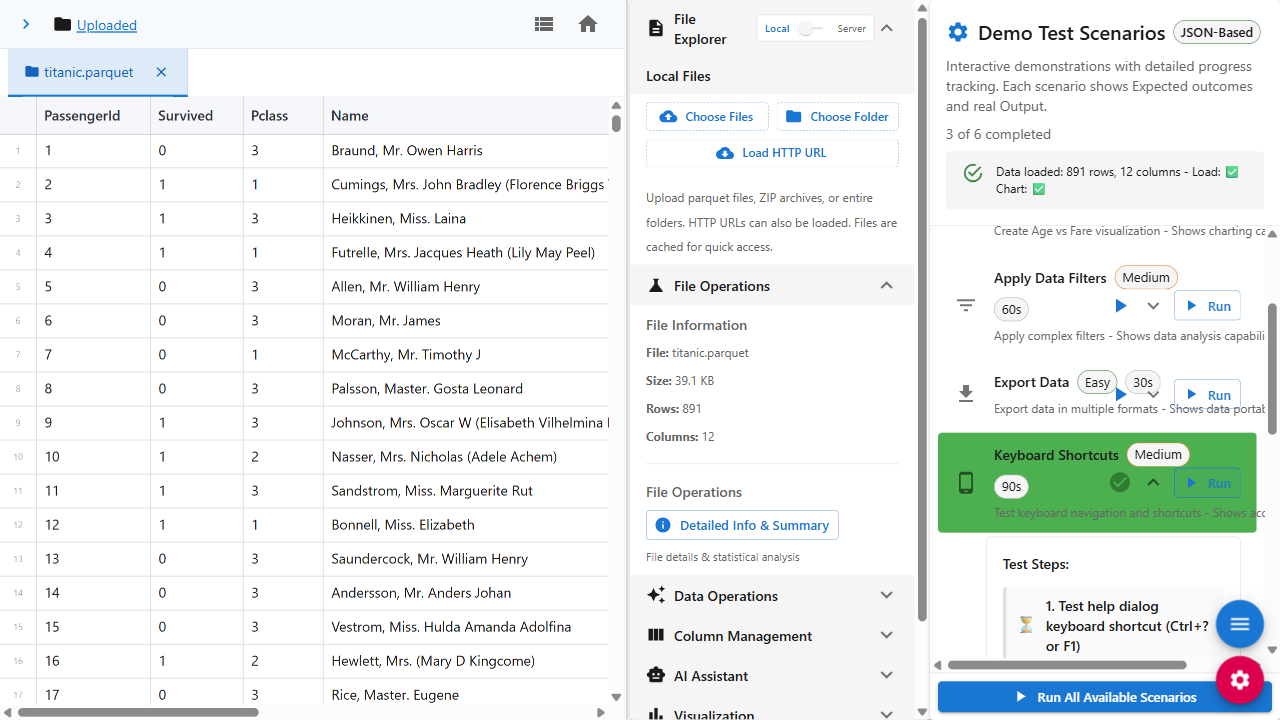 Uploaded
titanic.parquet
PassengerId Survived Pclass Name
1 1 0 3 Braund, Mr. Owen Harris
2 2 1 1 Cumings, Mrs. John Bradley (Florence Briggs
3 3 1 3 Heikkinen, Miss. Laina
4 4 1 1 Futrelle, Mrs. Jacques Heath (Lily May Peel)
5 5 0 3 Allen, Mr. William Henry
6 6 0 3 Moran, Mr. James
7 7 0 1 McCarthy, Mr. Timothy J
8 8 0 3 Palsson, Master. Gosta Leonard
9 9 1 3 Johnson, Mrs. Oscar W (Elisabeth Vilhelmina
10 10 1 2 Nasser, Mrs. Nicholas (Adele Achem)
11 11 1 3 Sandstrom, Miss. Marguerite Rut
12 12 1 1 Bonnell, Miss. Elizabeth
13 13 0 3 Saundercock, Mr. William Henry
14 14 0 3 Andersson, Mr. Anders Johan
15 15 0 3 Vestrom, Miss. Hulda Amanda Adolfina
16 16 1 2 Hewlett, Mrs. (Mary D Kingcome)
17 17 0 3 Rice, Master. Eugene
File
Explorer
Local Server
Local Files
Choose Files Choose Folder
Load HTTP URL
Upload parquet files, ZIP archives, or entire
folders. HTTP URLs can also be loaded. Files are
cached for quick access.
File Operations
File Information
File: titanic.parquet
Size: 39.1 KB
Rows: 891
Columns: 12
File Operations
Detailed Info & Summary
File details & statistical analysis
Data Operations
Column Management
AI Assistant
Visualization
Demo Test Scenarios JSON-Based
Interactive demonstrations with detailed progress
tracking. Each scenario shows Expected outcomes
and real Output.
3 of 6 completed
Data loaded: 891 rows, 12 columns - Load: ✅
Chart: ✅
Create Age vs Fare visualization - Shows charting ca
Apply Data Filters Medium
60s Run
Apply complex filters - Shows data analysis capabili
Export Data Easy 30s
Run
Export data in multiple formats - Shows data portab
Keyboard Shortcuts Medium
90s Run
Test keyboard navigation and shortcuts - Shows acc
Test Steps:
1. Test help dialog
keyboard shortcut (Ctrl+?
or F1)
Run All Available Scenarios